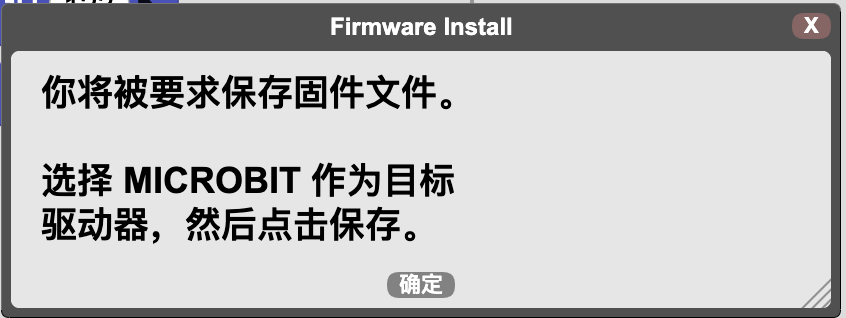 Firmware Install
X
你将被要求保存固件文件。
选择 MICROBIT 作为目标
驱动器，然后点击保存。
确定